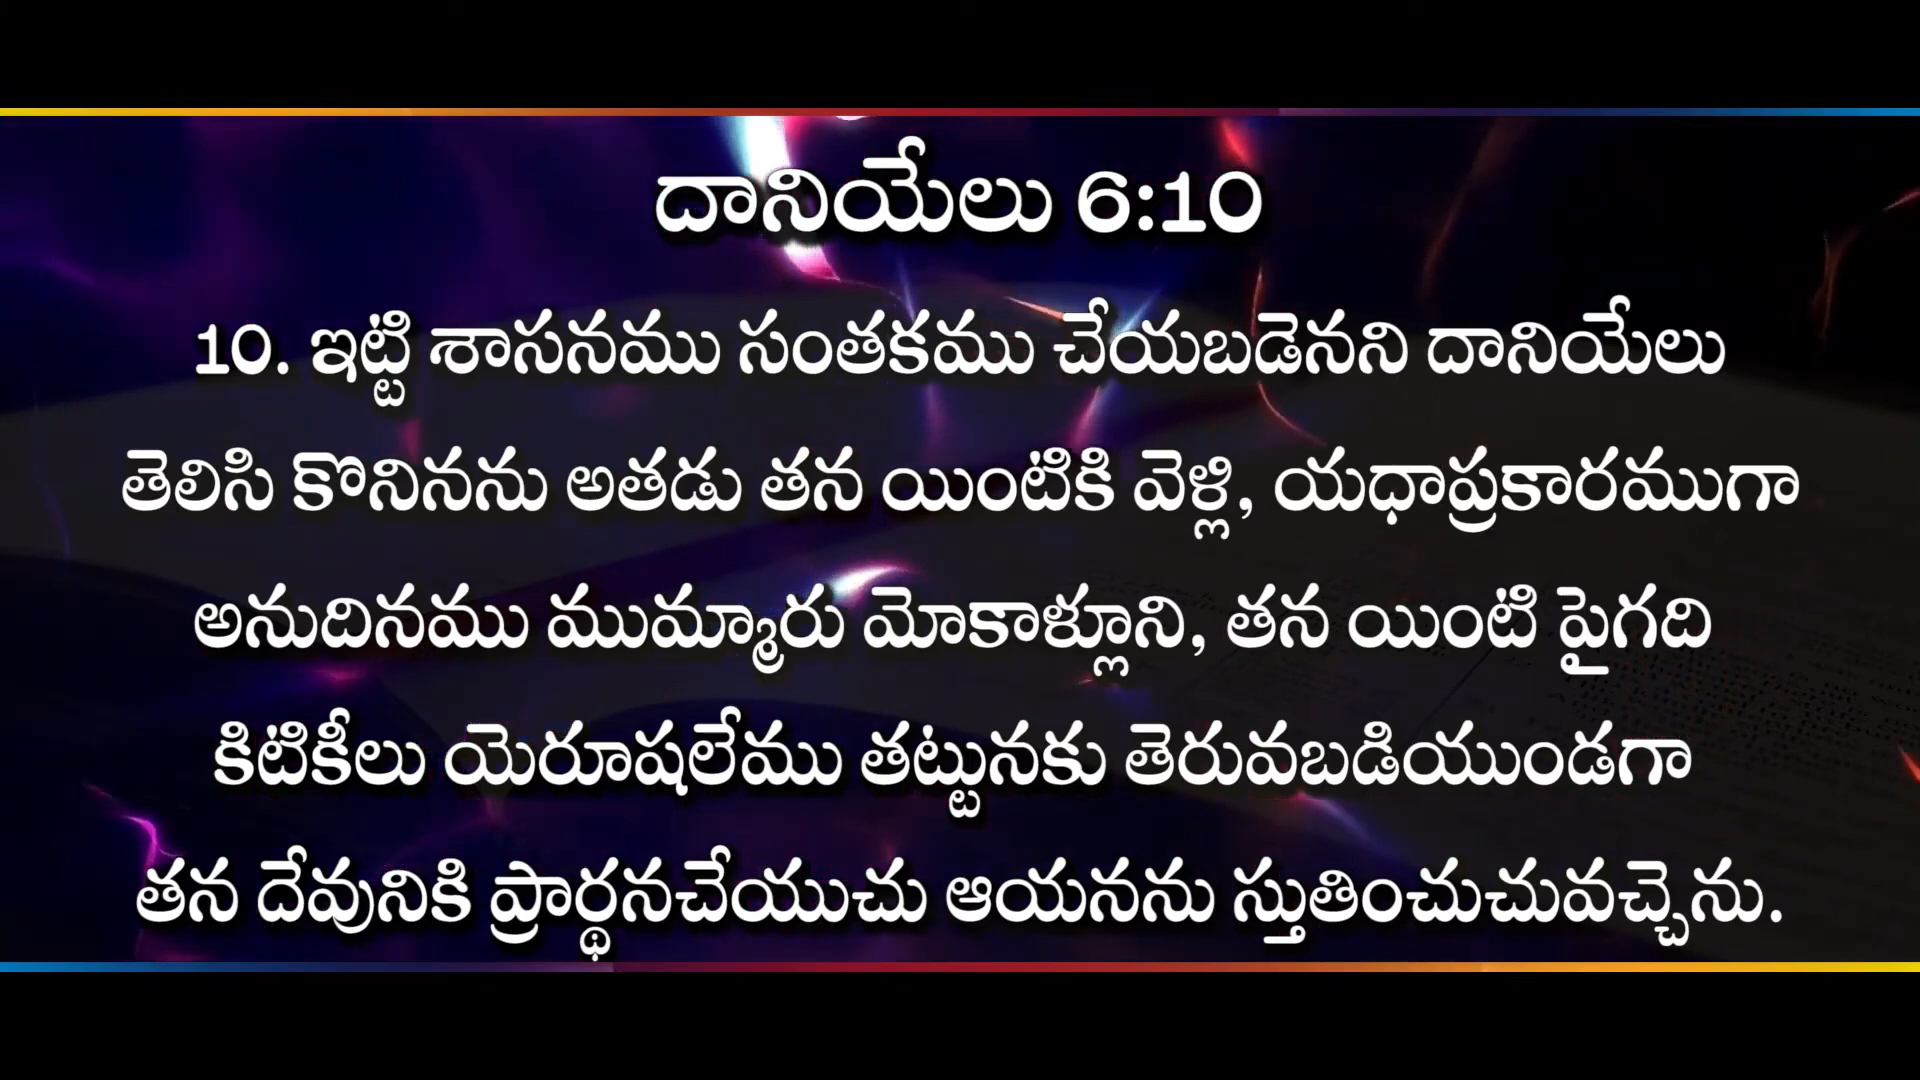 దానియేలు 6:10
10. ఇట్టి శాసనము సంతకము చేయబడెనని దానియేలు
తెలిసి కొనినను అతడు తన యింటికి వెళ్లి, యధాప్రకారముగా
అనుదినము ముమ్మారు మోకాళ్లూని, తన యింటి పైగది
కిటికీలు యెరూషలేము తట్టునకు తెరువబడియుండగా
తన దేవునికి ప్రార్థనచేయుచు ఆయనను స్తుతించుచువచ్చెను.